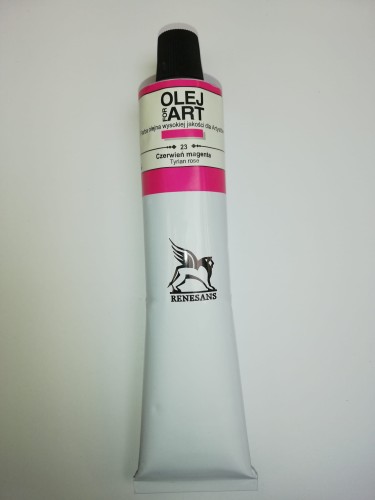 OLEJ
FOR ART
Farba olejna wysokiej jakości dla Artystów
23
Czerwień magenta
Tyrian rose
RENESANS